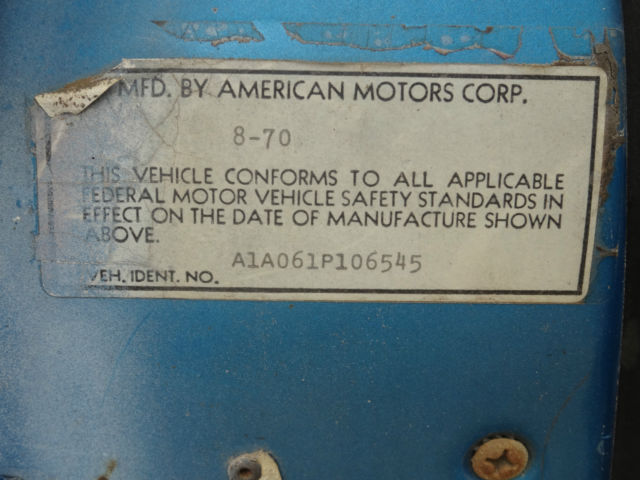 MFD. BY AMERICAN MOTORS CORP.
8-70
THIS VEHICLE CONFORMS TO ALL APPLICABLE
FEDERAL MOTOR VEHICLE SAFETY STANDARDS IN
EFFECT ON THE DATE OF MANUFACTURE SHOWN
ABOVE.
A1A061P106545
VEH. IDENT. NO.